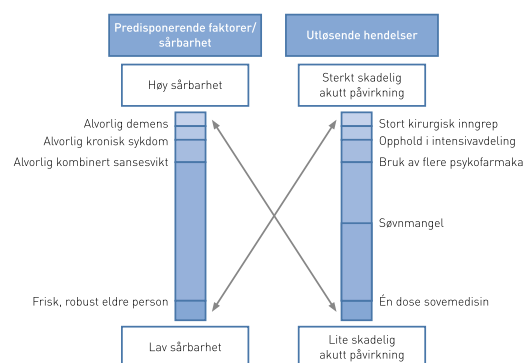 Predisponerende faktorer/
sårbarhet
Utløsende hendelser
Høy sårbarhet
Sterkt skadelig
akutt påvirkning
Alvorlig demens
Alvorlig kronisk sykdom
Alvorlig kombinert sansesvikt
Frisk, robust eldre person
Stort kirurgisk inngrep
Opphold i intensivavdeling
Bruk av flere psykofarmaka
Søvnmangel
Én dose sovemedisin
Lav sårbarhet
Lite skadelig
akutt påvirkning